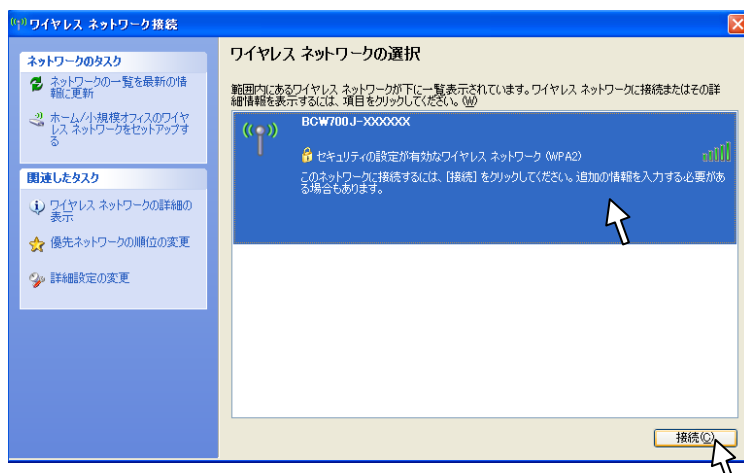 ワイヤレス ネットワーク接続
ネットワークのタスク
ネットワークの一覧を最新の情
報に更新
ホーム/小規模オフィスのワイヤ
レス ネットワークをセットアップす
る
関連したタスク
ワイヤレス ネットワークの詳細の
表示
優先ネットワークの順位の変更
詳細設定の変更
ワイヤレス ネットワークの選択
範囲内にあるワイヤレス ネットワークが下に一覧表示されています。ワイヤレス ネットワークに接続またはその詳
細情報を表示するには、項目をクリックしてください。(W)
BCW700J-XXXXXX
セキュリティの設定が有効なワイヤレス ネットワーク (WPA2)
このネットワークに接続するには、[接続] をクリックしてください。追加の情報を入力する必要があ
る場合もあります。
接続(C)